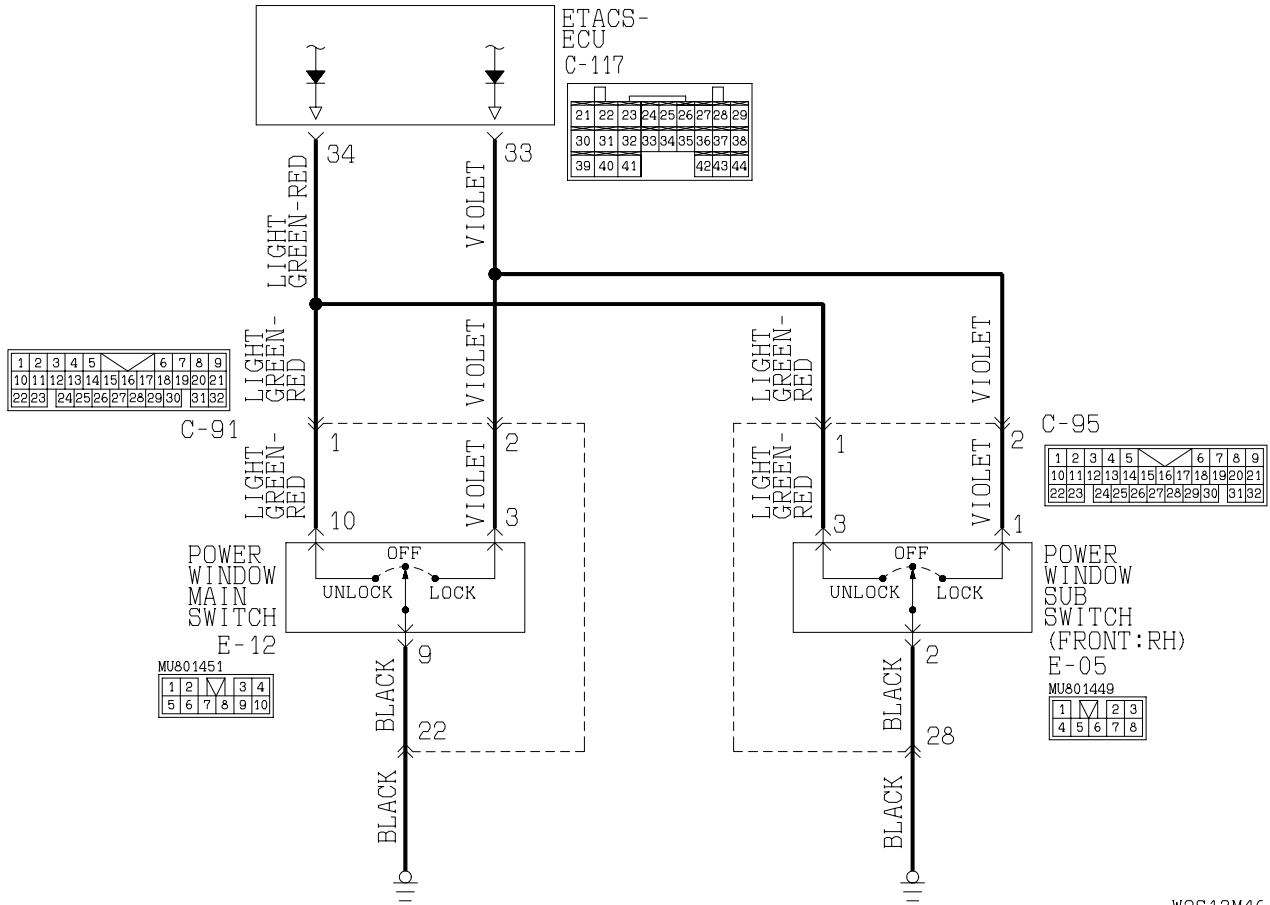 ETACS-
ECU
C-117
21 22 23 24 25 26 27 28 29
30 31 32 33 34 35 36 37 38
39 40 41 42 43 44
34
33
LIGHT
GREEN-RED
VIOLET
LIGHT
GREEN-
RED
VIOLET
LIGHT
GREEN-
RED
VIOLET
1 2 3 4 5 6 7 8 9
10 11 12 13 14 15 16 17 18 19 20 21
22 23 24 25 26 27 28 29 30 31 32
C-91
1
2
1
2
C-95
1 2 3 4 5 6 7 8 9
10 11 12 13 14 15 16 17 18 19 20 21
22 23 24 25 26 27 28 29 30 31 32
LIGHT
GREEN-
RED
VIOLET
LIGHT
GREEN-
RED
VIOLET
10
3
3
1
POWER
WINDOW
MAIN
SWITCH
E-12
OFF
UNLOCK
LOCK
OFF
UNLOCK
LOCK
POWER
WINDOW
SUB
SWITCH
(FRONT:RH)
E-05
MU801451
1 2 3 4
5 6 7 8 9 10
MU801449
1 2 3
4 5 6 7 8
9
BLACK
22
BLACK
2
BLACK
28
BLACK